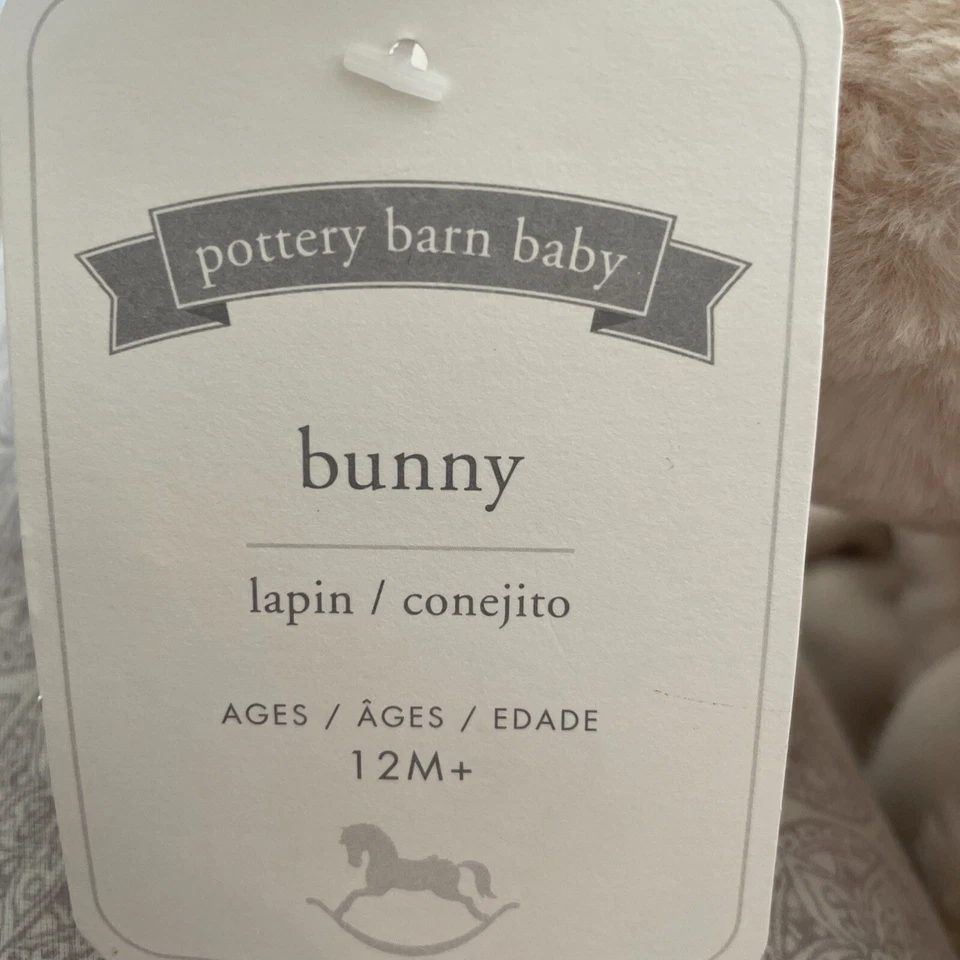 pottery barn baby
bunny
lapin / conejito
AGES / ÂGES / EDADE
12M+